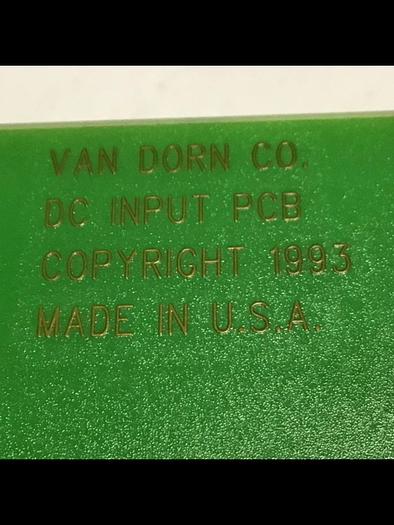 VAN DORN CO.
DC INPUT PCB
COPYRIGHT 1993
MADE IN U.S.A.